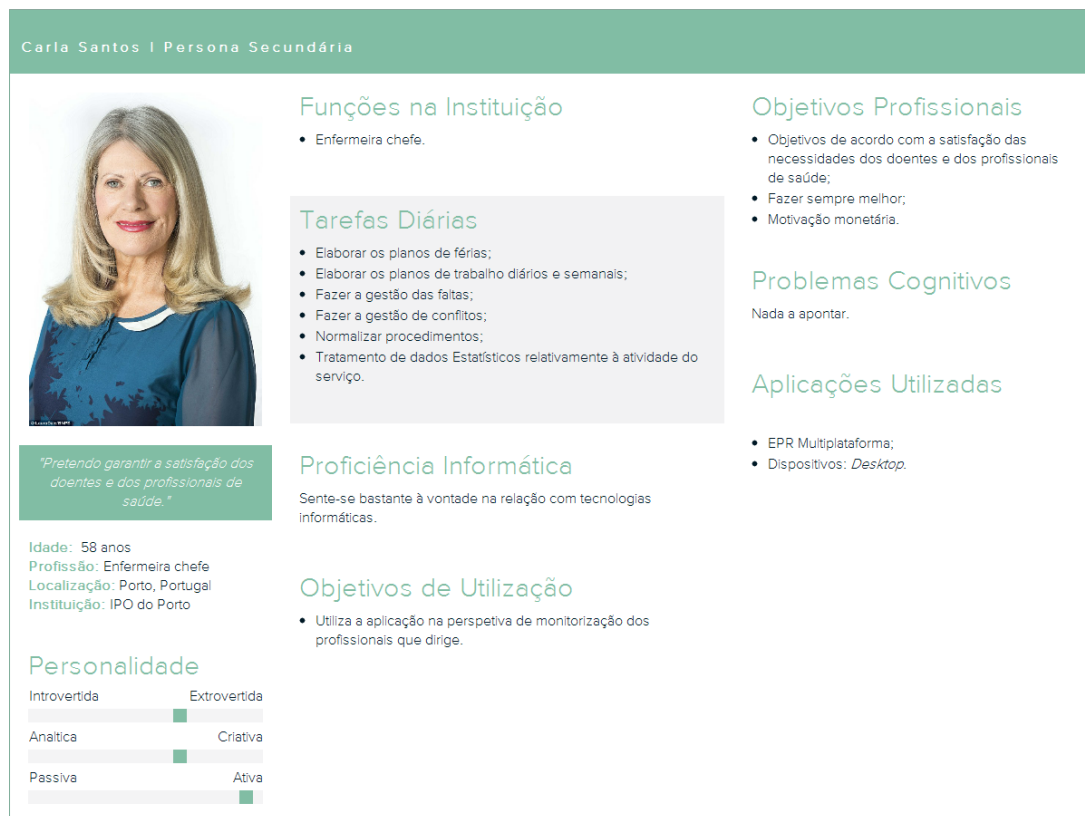 Carla Santos I Persona Secundária
"Pretendo garantir a satisfação dos
doentes e dos profissionais de
saúde."
Idade: 58 anos
Profissão: Enfermeira chefe
Localização: Porto, Portugal
Instituição: IPO do Porto
Personalidade
Introvertida Extrovertida
Analtica Criativa
Passiva Ativa
Funções na Instituição
• Enfermeira chefe.
Tarefas Diárias
• Elaborar os planos de férias;
• Elaborar os planos de trabalho diários e semanais;
• Fazer a gestão das faltas;
• Fazer a gestão de conflitos;
• Normalizar procedimentos;
• Tratamento de dados Estatísticos relativamente à atividade do
serviço.
Proficiência Informática
Sente-se bastante à vontade na relação com tecnologias
informáticas.
Objetivos de Utilização
• Utiliza a aplicação na perspetiva de monitorização dos
profissionais que dirige.
Objetivos Profissionais
• Objetivos de acordo com a satisfação das
necessidades dos doentes e dos profissionais
de saúde;
• Fazer sempre melhor;
• Motivação monetária.
Problemas Cognitivos
Nada a apontar.
Aplicações Utilizadas
• EPR Multiplataforma;
• Dispositivos: Desktop.